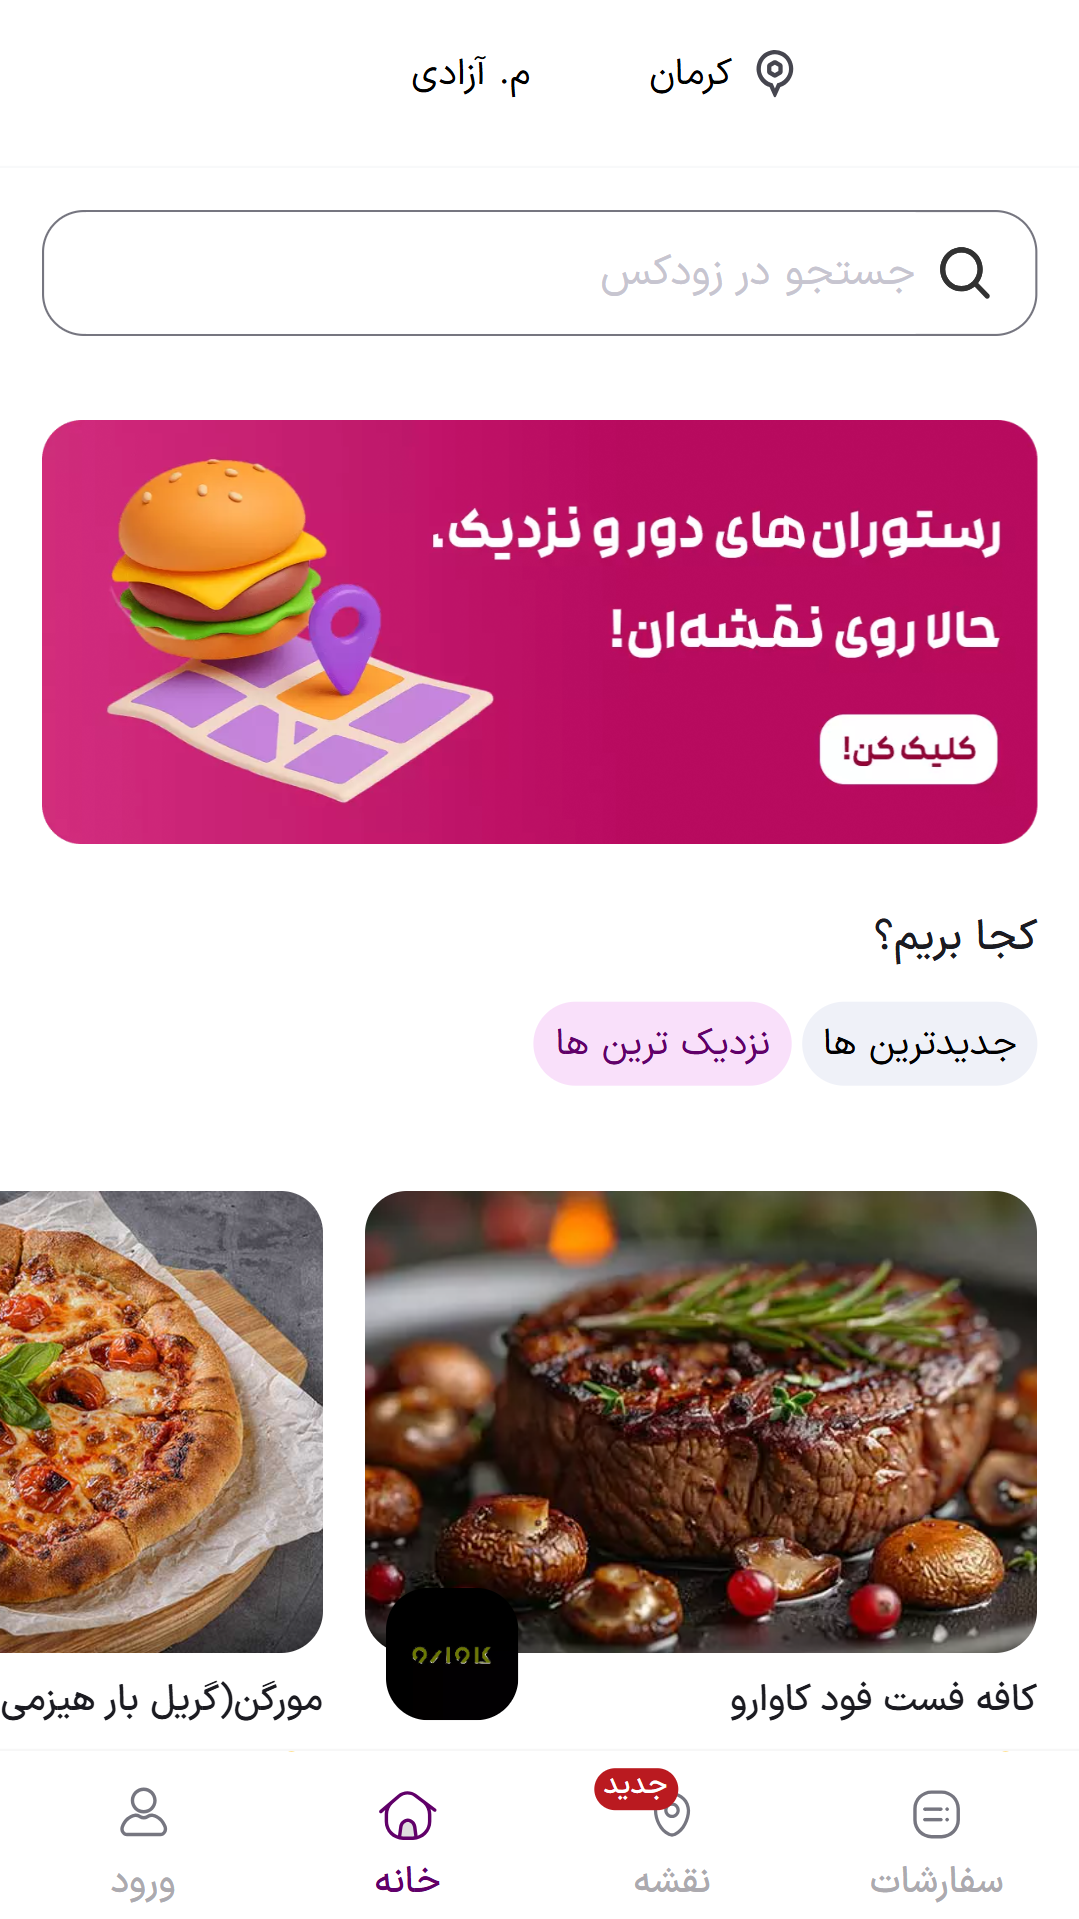 کرمان
م. آزادی
جستجو در زودکس
رستوران‌های دور و نزدیک،
حالا روی نقشه‌ان!
کلیک کن!
کجا بریم؟
جدیدترین ها
نزدیک ترین ها
کافه فست فود کاوارو
مورگن(گریل بار هیزمی
سفارشات
جدید
نقشه
خانه
ورود